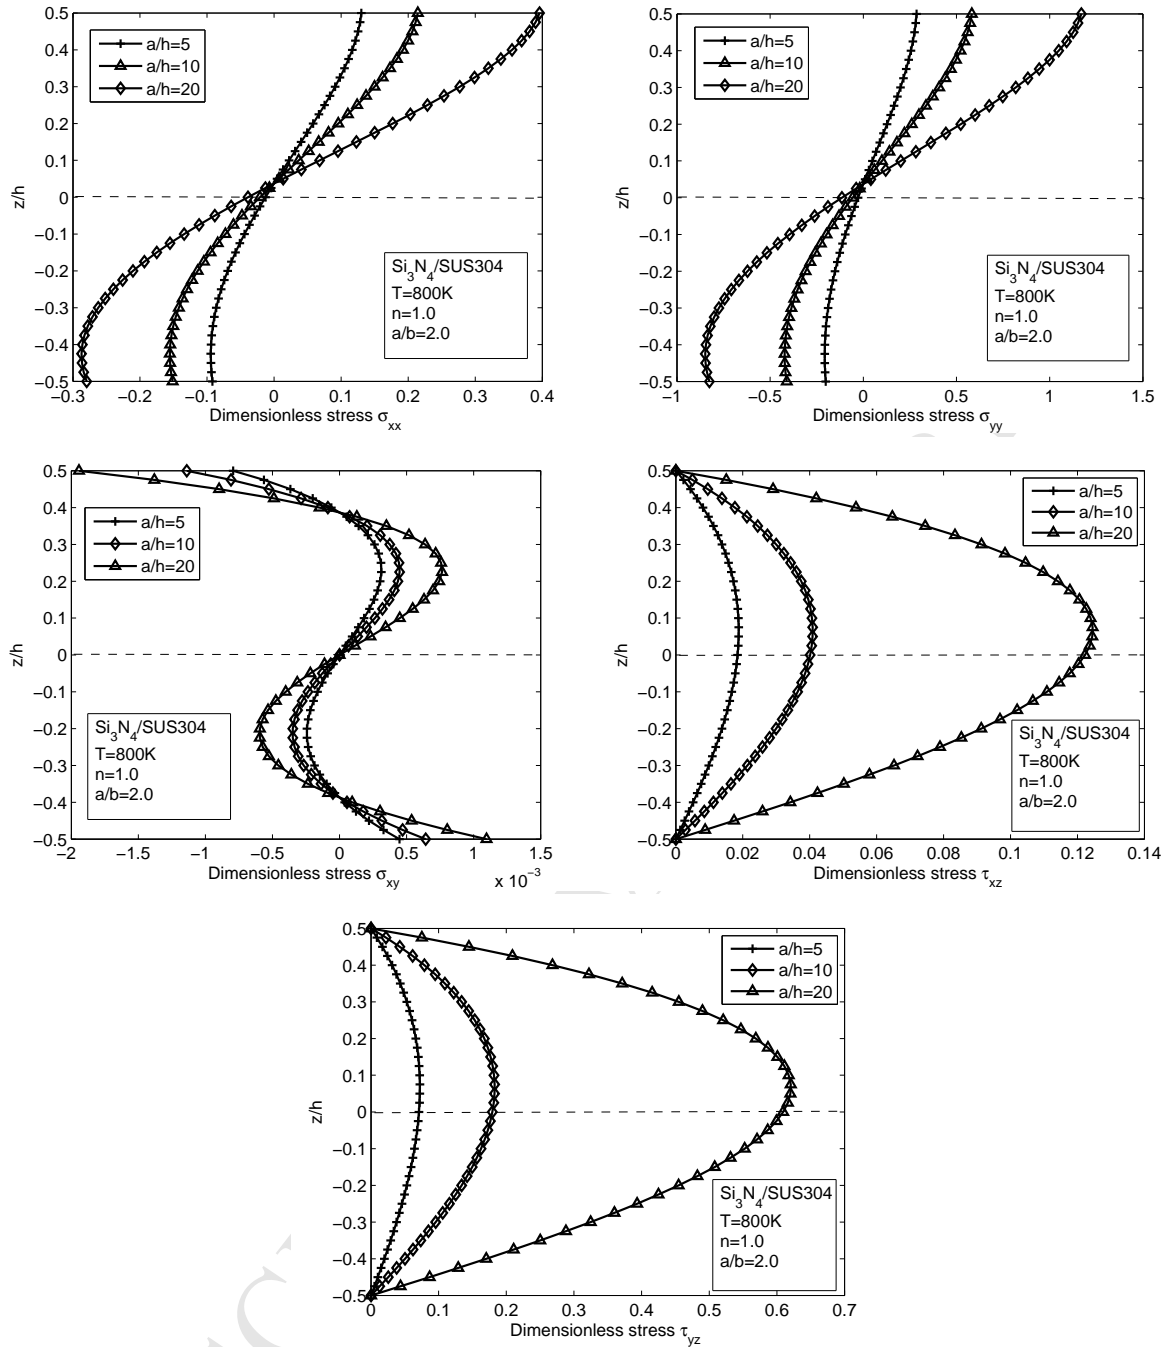 0.5
0.4
0.3
0.2
0.1
0
−0.1
−0.2
−0.3
−0.4
−0.5
z/h
a/h=5
a/h=10
a/h=20
Si3N4/SUS304
T=800K
n=1.0
a/b=2.0
−0.3 −0.2 −0.1 0 0.1 0.2 0.3 0.4
Dimensionless stress σxx
0.5
0.4
0.3
0.2
0.1
0
−0.1
−0.2
−0.3
−0.4
−0.5
z/h
a/h=5
a/h=10
a/h=20
Si3N4/SUS304
T=800K
n=1.0
a/b=2.0
−1 −0.5 0 0.5 1 1.5
Dimensionless stress σyy
0.5
0.4
0.3
0.2
0.1
0
−0.1
−0.2
−0.3
−0.4
−0.5
z/h
a/h=5
a/h=10
a/h=20
Si3N4/SUS304
T=800K
n=1.0
a/b=2.0
−2 −1.5 −1 −0.5 0 0.5 1 1.5
Dimensionless stress σxy
x 10−3
0.5
0.4
0.3
0.2
0.1
0
−0.1
−0.2
−0.3
−0.4
−0.5
z/h
a/h=5
a/h=10
a/h=20
Si3N4/SUS304
T=800K
n=1.0
a/b=2.0
0 0.02 0.04 0.06 0.08 0.1 0.12 0.14
Dimensionless stress τxz
0.5
0.4
0.3
0.2
0.1
0
−0.1
−0.2
−0.3
−0.4
−0.5
z/h
a/h=5
a/h=10
a/h=20
Si3N4/SUS304
T=800K
n=1.0
a/b=2.0
0 0.1 0.2 0.3 0.4 0.5 0.6 0.7
Dimensionless stress τyz